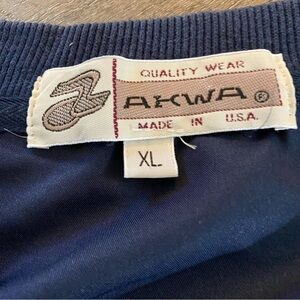 QUALITY WEAR
AKWA ®
MADE IN U.S.A.
XL.